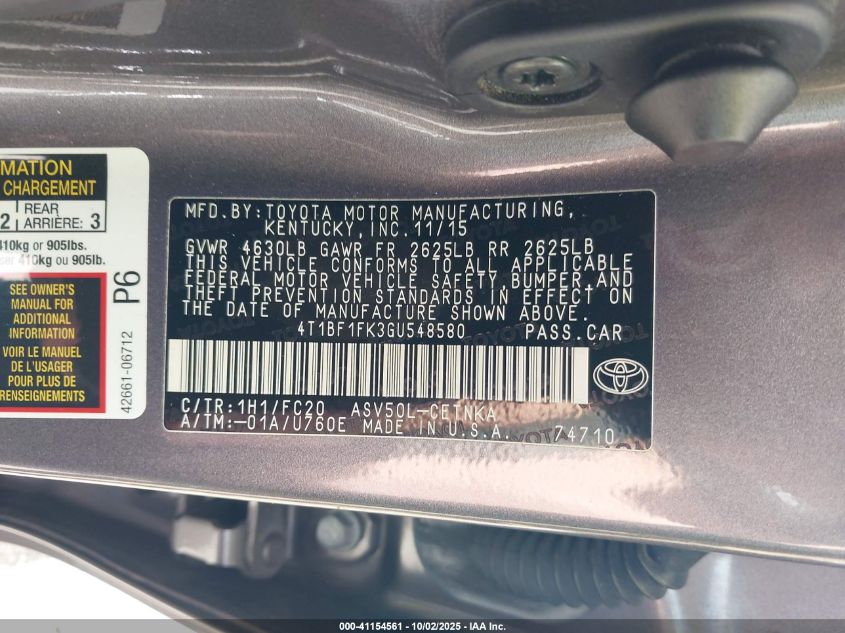 MATION
CHARGEMENT
2 REAR
ARRIÈRE: 3
410kg or 905lbs.
ser 410kg ou 905lb.
SEE OWNER'S
MANUAL FOR
ADDITIONAL
INFORMATION
VOIR LE MANUEL
DE L'USAGER
POUR PLUS DE
RENSEIGNEMENTS
P6
42661-06712
MFD. BY: TOYOTA MOTOR MANUFACTURING,
KENTUCKY, INC. 11/15
GVWR 4630LB GAWR FR 2625LB RR 2625LB
THIS VEHICLE CONFORMS TO ALL APPLICABLE
FEDERAL MOTOR VEHICLE SAFETY, BUMPER, AND
THEFT PREVENTION STANDARDS IN EFFECT ON
THE DATE OF MANUFACTURE SHOWN ABOVE.
4T1BF1FK3GU548580 PASS. CAR
C/TR: 1H1/FC20 ASV50L-CETNKA
A/TM: -01A/U760E MADE IN U.S.A. 74710
000-41154561 - 10/02/2025 - IAA Inc.